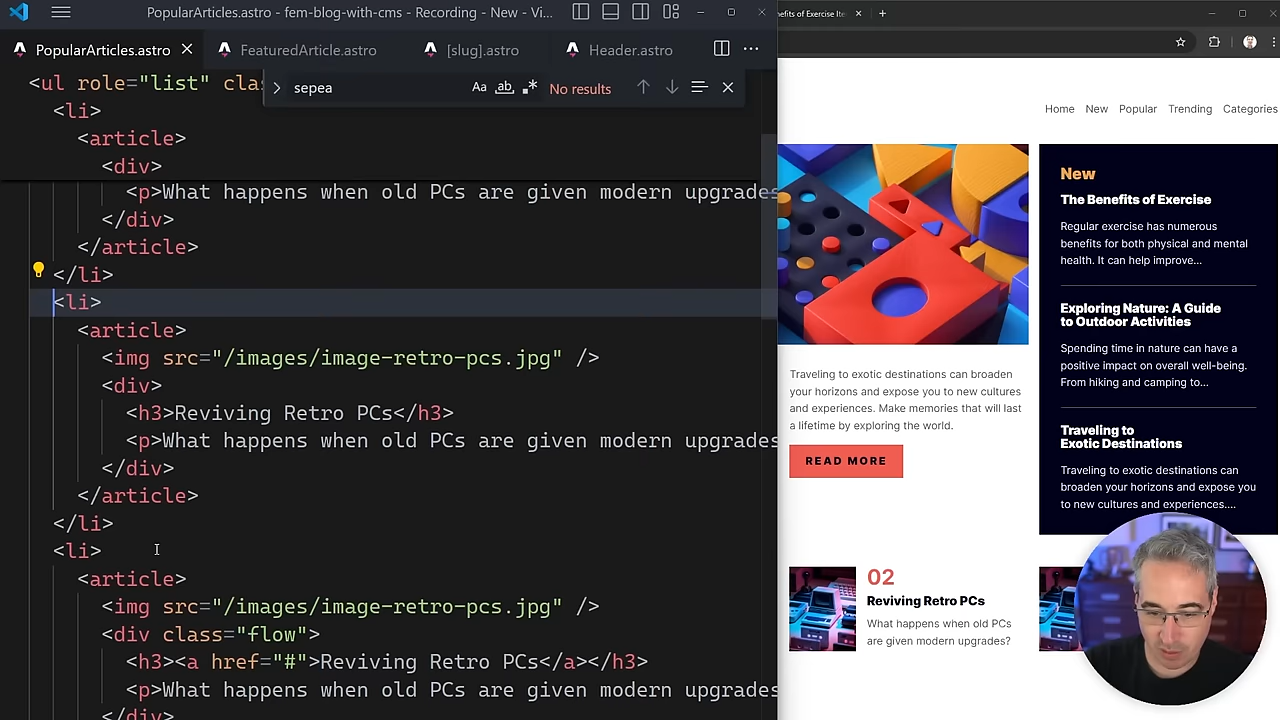 PopularArticles.astro - fem-blog-with-cms - Recording - New - Vi...
PopularArticles.astro
FeaturedArticle.astro
[slug].astro
Header.astro
sepea
Aa
ab
No results
<ul role="list" clas
<li>
<article>
<div>
<p>What happens when old PCs are given modern upgrades
</div>
</article>
</li>
<li>
<article>
<img src="/images/image-retro-pcs.jpg" />
<div>
<h3>Reviving Retro PCs</h3>
<p>What happens when old PCs are given modern upgrades
</div>
</article>
</li>
<li>
<article>
<img src="/images/image-retro-pcs.jpg" />
<div class="flow">
<h3><a href="#">Reviving Retro PCs</a></h3>
<p>What happens when old PCs are given modern upgrades
</div>
efits of Exercise Ite
Home New Popular Trending Categories
New
The Benefits of Exercise
Regular exercise has numerous
benefits for both physical and mental
health. It can help improve...
Exploring Nature: A Guide
to Outdoor Activities
Spending time in nature can have a
positive impact on overall well-being.
From hiking and camping to...
Traveling to
Exotic Destinations
Traveling to exotic destinations can
broaden your horizons and expose you
to new cultures and experiences....
Traveling to exotic destinations can broaden
your horizons and expose you to new cultures
and experiences. Make memories that will last
a lifetime by exploring the world.
READ MORE
02
Reviving Retro PCs
What happens when old PCs
are given modern upgrades?